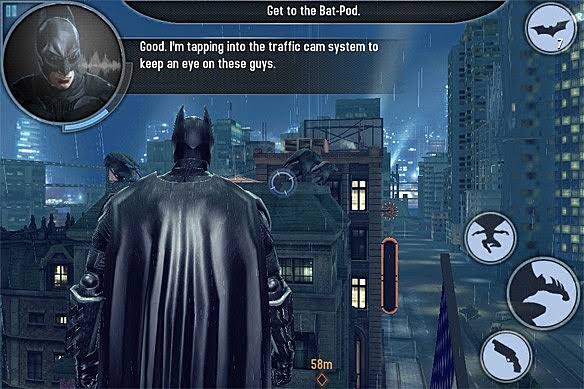 Get to the Bat-Pod.
Good. I'm tapping into the traffic cam system to
keep an eye on these guys.
7
58m